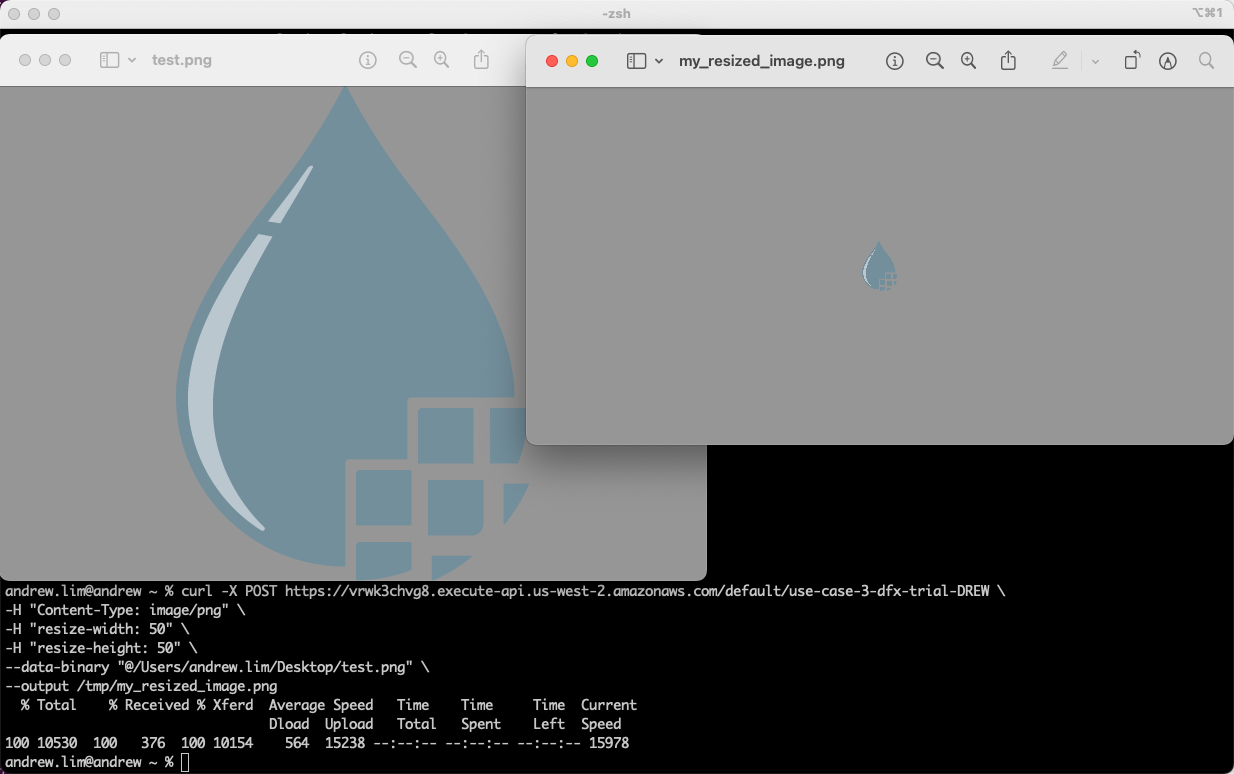 -zsh
⌥⌘1
test.png
my_resized_image.png
andrew.lim@andrew ~ % curl -X POST https://vrwk3chvg8.execute-api.us-west-2.amazonaws.com/default/use-case-3-dfx-trial-DREW \
-H "Content-Type: image/png" \
-H "resize-width: 50" \
-H "resize-height: 50" \
--data-binary "@/Users/andrew.lim/Desktop/test.png" \
--output /tmp/my_resized_image.png
% Total % Received % Xferd Average Speed Time Time Time Current
Dload Upload Total Spent Left Speed
100 10530 100 376 100 10154 564 15238 --:--:-- --:--:-- --:--:-- 15978
andrew.lim@andrew ~ %